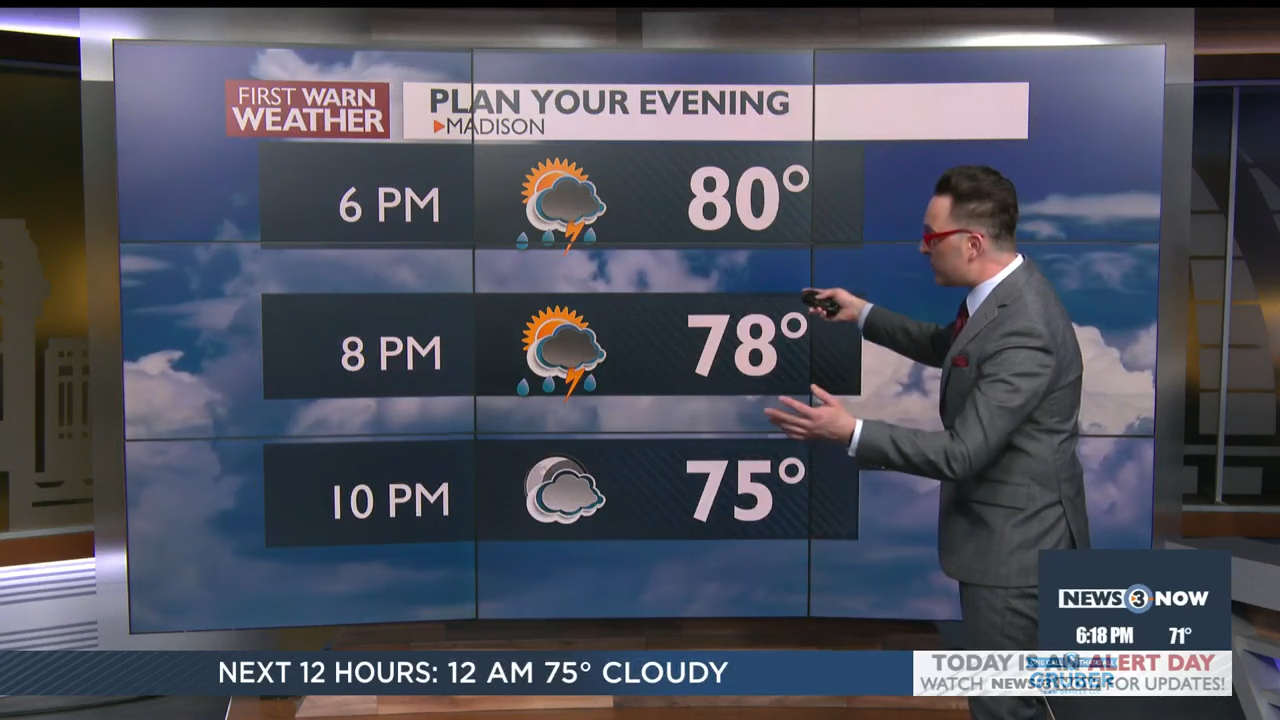 FIRST WARN
WEATHER
PLAN YOUR EVENING
MADISON
6 PM 80°
8 PM 78°
10 PM 75°
NEWS 3 NOW
6:18 PM 71°
NEXT 12 HOURS: 12 AM 75° CLOUDY
TODAY IS AN ALERT DAY
WATCH NEWS 3 NOW FOR UPDATES!
GRUBER